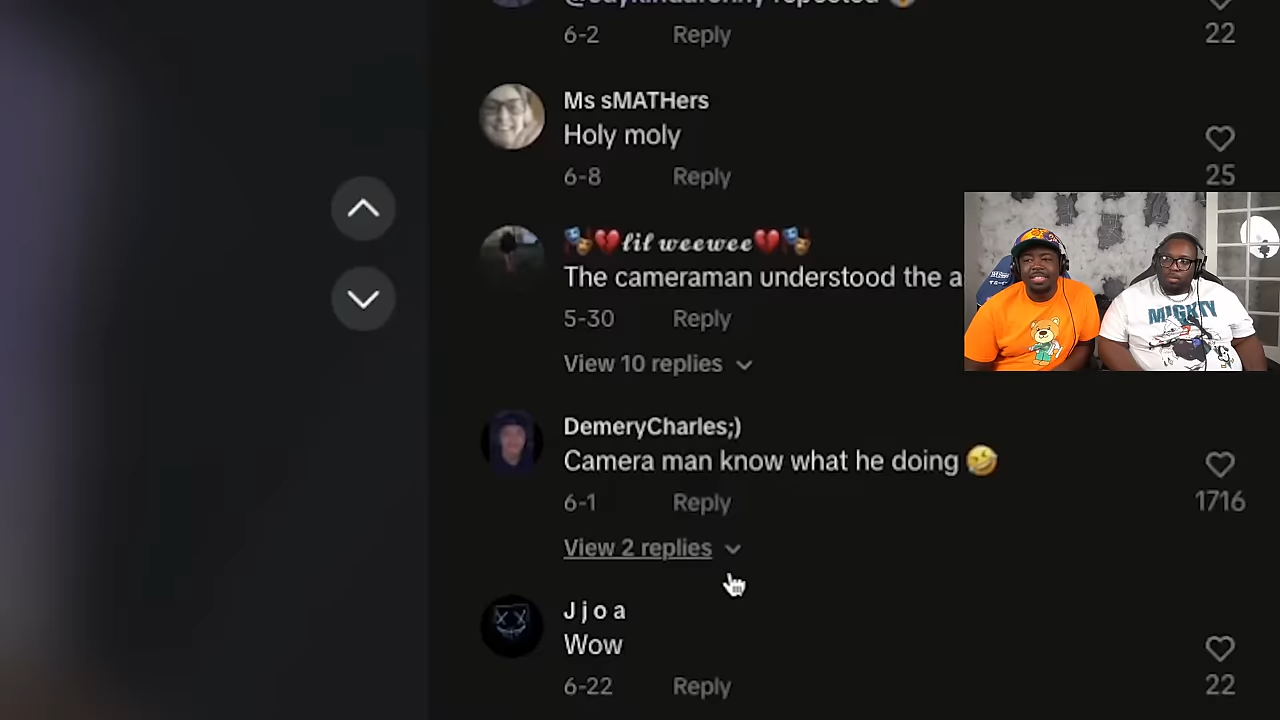 6-2 Reply 22
Ms sMATHers
Holy moly
6-8 Reply 25
🎭💔lil weewee💔🎭
The cameraman understood the a
5-30 Reply
View 10 replies
DemeryCharles;)
Camera man know what he doing 🤣
6-1 Reply 1716
View 2 replies
J j o a
Wow
6-22 Reply 22
MIGHTY